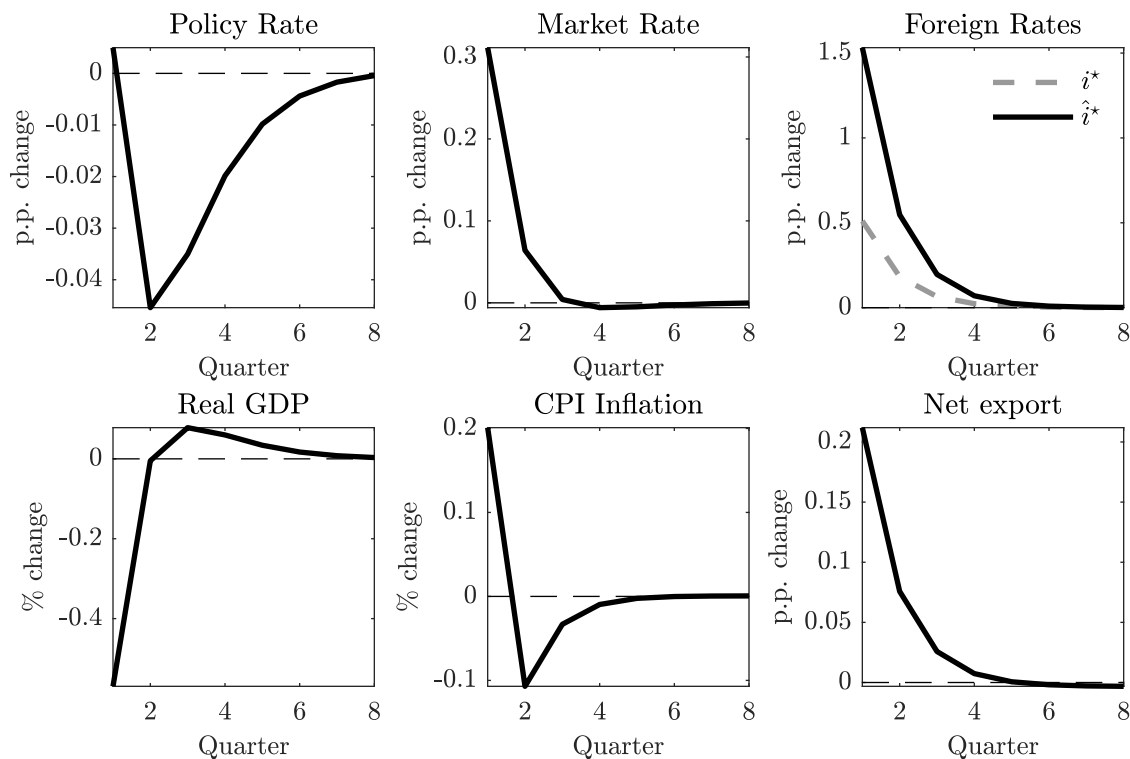 Policy Rate
p.p. change
0
-0.01
-0.02
-0.03
-0.04
2 4 6 8
Quarter
Market Rate
p.p. change
0.3
0.2
0.1
0
2 4 6 8
Quarter
Foreign Rates
p.p. change
1.5
1
0.5
0
i⋆
î⋆
2 4 6 8
Quarter
Real GDP
% change
0
-0.2
-0.4
2 4 6 8
Quarter
CPI Inflation
% change
0.2
0.1
0
-0.1
2 4 6 8
Quarter
Net export
p.p. change
0.2
0.15
0.1
0.05
0
2 4 6 8
Quarter